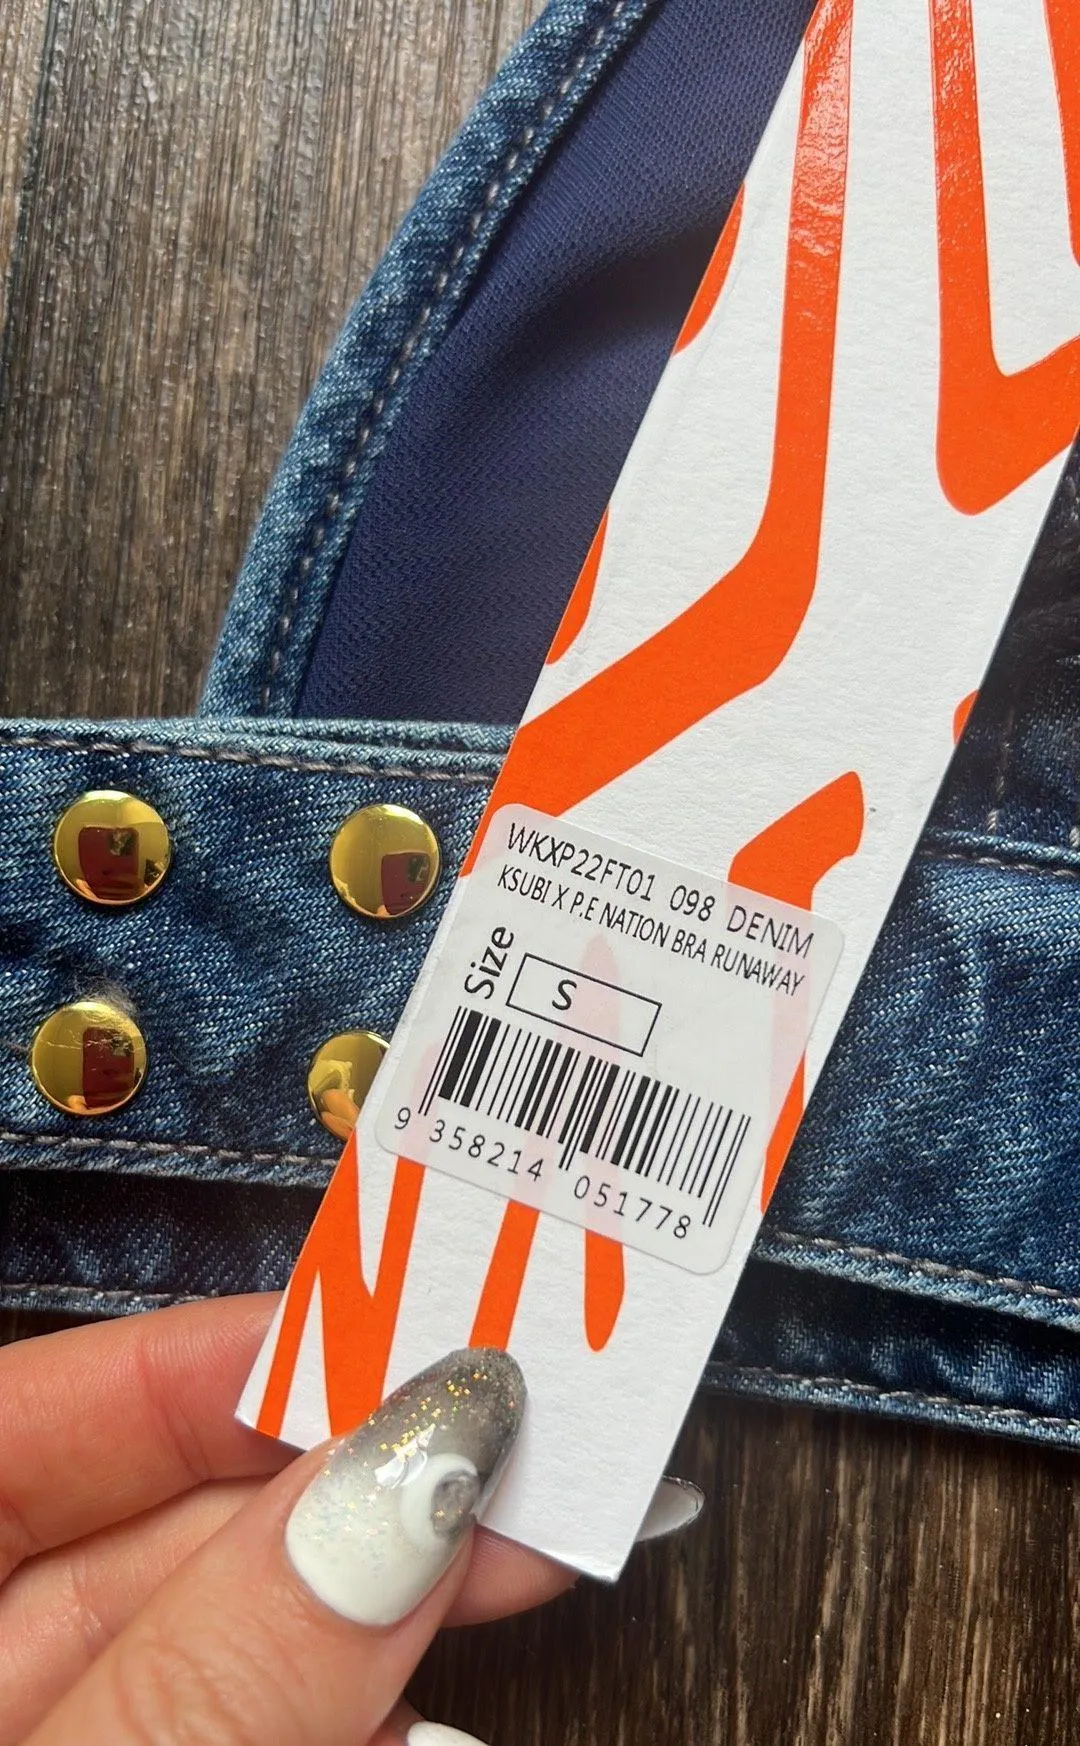 WKXP22FT01 098 DENIM
KSUBI X P.E NATION BRA RUNAWAY
Size S
9 358214 051778